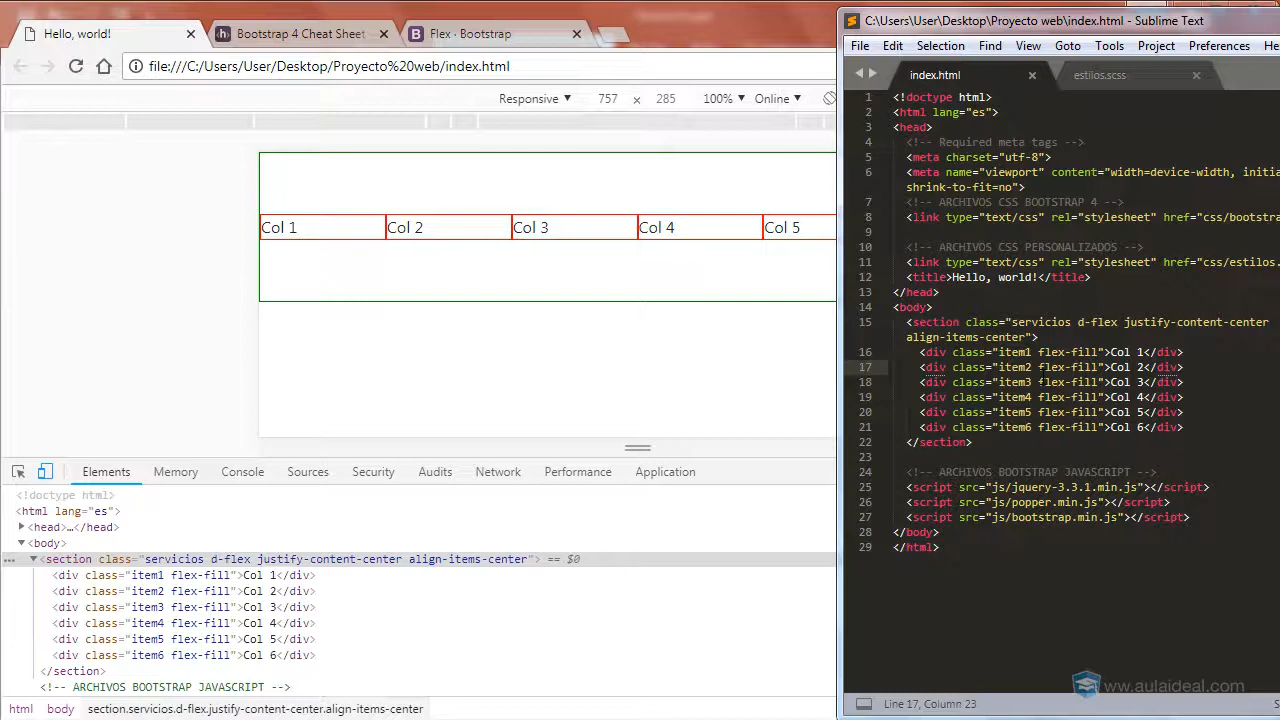 Hello, world!
Bootstrap 4 Cheat Sheet
Flex · Bootstrap
file:///C:/Users/User/Desktop/Proyecto%20web/index.html
Responsive 757 x 285 100% Online
Col 1 Col 2 Col 3 Col 4 Col 5
Elements Memory Console Sources Security Audits Network Performance Application
<!doctype html>
<html lang="es">
<head>…</head>
<body>
… <section class="servicios d-flex justify-content-center align-items-center"> == $0
<div class="item1 flex-fill">Col 1</div>
<div class="item2 flex-fill">Col 2</div>
<div class="item3 flex-fill">Col 3</div>
<div class="item4 flex-fill">Col 4</div>
<div class="item5 flex-fill">Col 5</div>
<div class="item6 flex-fill">Col 6</div>
</section>
<!-- ARCHIVOS BOOTSTRAP JAVASCRIPT -->
html body section.servicios.d-flex.justify-content-center.align-items-center
C:\Users\User\Desktop\Proyecto web\index.html - Sublime Text
File Edit Selection Find View Goto Tools Project Preferences He
index.html estilos.scss
1 <!doctype html>
2 <html lang="es">
3 <head>
4 <!-- Required meta tags -->
5 <meta charset="utf-8">
6 <meta name="viewport" content="width=device-width, initia
shrink-to-fit=no">
7 <!-- ARCHIVOS CSS BOOTSTRAP 4 -->
8 <link type="text/css" rel="stylesheet" href="css/bootstra
9
10 <!-- ARCHIVOS CSS PERSONALIZADOS -->
11 <link type="text/css" rel="stylesheet" href="css/estilos.
12 <title>Hello, world!</title>
13 </head>
14 <body>
15 <section class="servicios d-flex justify-content-center
align-items-center">
16 <div class="item1 flex-fill">Col 1</div>
17 <div class="item2 flex-fill">Col 2</div>
18 <div class="item3 flex-fill">Col 3</div>
19 <div class="item4 flex-fill">Col 4</div>
20 <div class="item5 flex-fill">Col 5</div>
21 <div class="item6 flex-fill">Col 6</div>
22 </section>
23
24 <!-- ARCHIVOS BOOTSTRAP JAVASCRIPT -->
25 <script src="js/jquery-3.3.1.min.js"></script>
26 <script src="js/popper.min.js"></script>
27 <script src="js/bootstrap.min.js"></script>
28 </body>
29 </html>
ww.aulaideal.com
Line 17, Column 23
S